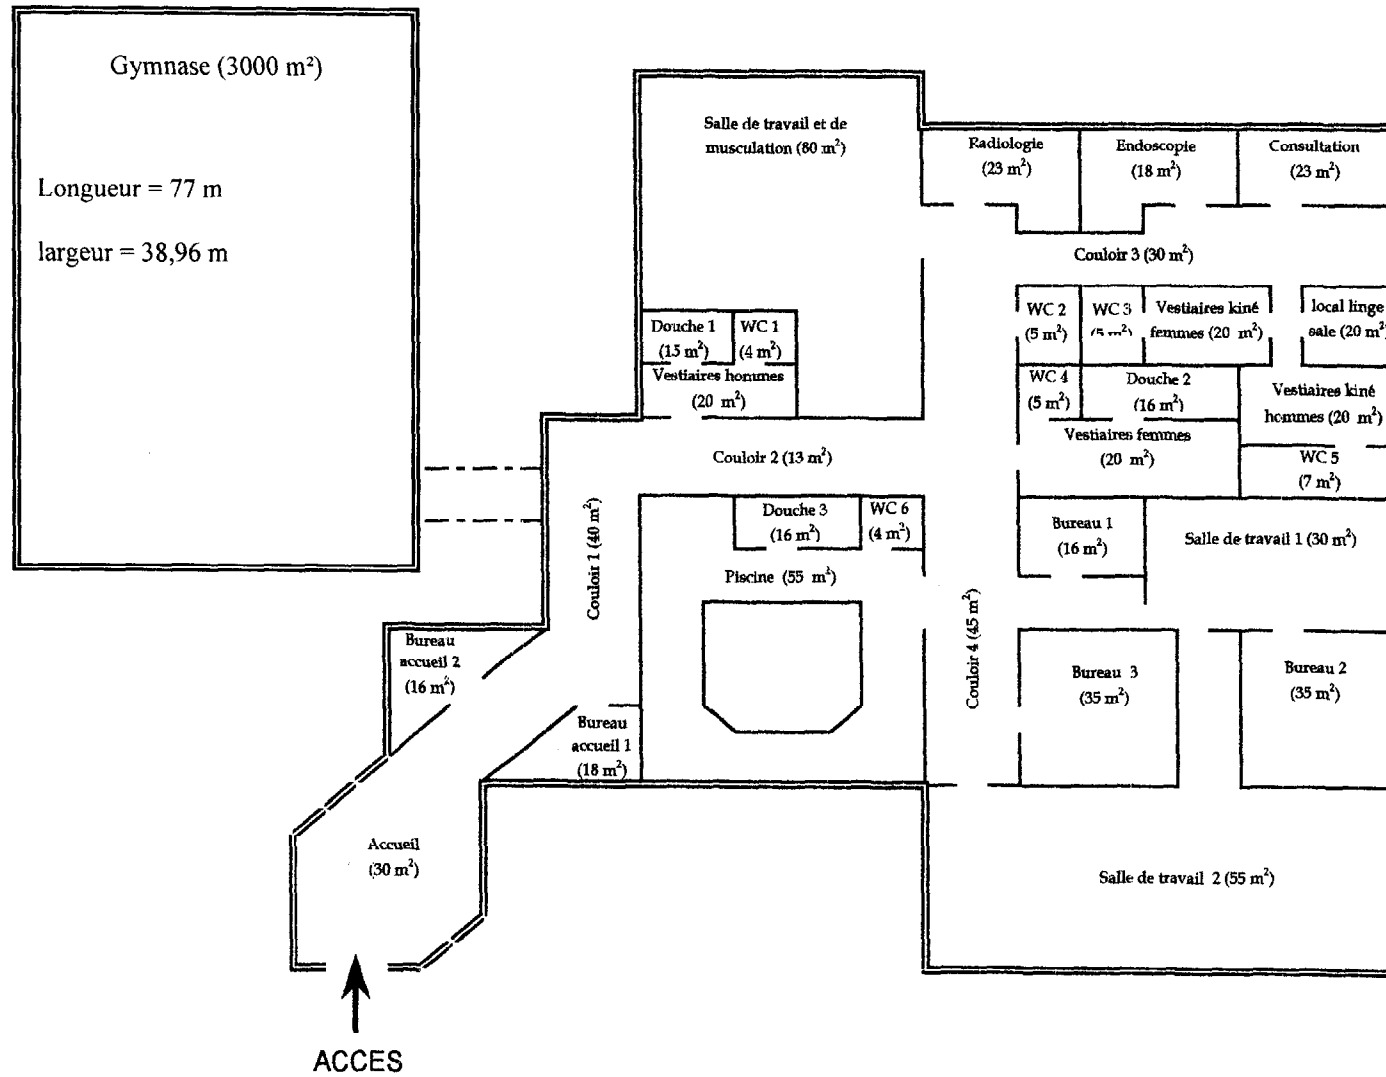 Gymnase (3000 m²)
Longueur = 77 m
largeur = 38,96 m
Salle de travail et de
musculation (80 m²)
Radiologie
(23 m²)
Endoscopie
(18 m²)
Consultation
(23 m²)
Couloir 3 (30 m²)
Douche 1
(15 m²)
WC 1
(4 m²)
Vestiaires hommes
(20 m²)
WC 2
(5 m²)
WC 3
Vestiaires kiné
femmes (20 m²)
local linge
sale (20 m²
WC 4
(5 m²)
Douche 2
(16 m²)
Vestiaires kiné
hommes (20 m²)
Vestiaires femmes
(20 m²)
WC 5
(7 m²)
Couloir 2 (13 m²)
Couloir 1 (40 m²)
Douche 3
(16 m²)
WC 6
(4 m²)
Piscine (55 m²)
Bureau 1
(16 m²)
Salle de travail 1 (30 m²)
Couloir 4 (45 m²)
Bureau 3
(35 m²)
Bureau 2
(35 m²)
Bureau
accueil 2
(16 m²)
Bureau
accueil 1
(18 m²)
Accueil
(30 m²)
Salle de travail 2 (55 m²)
ACCES